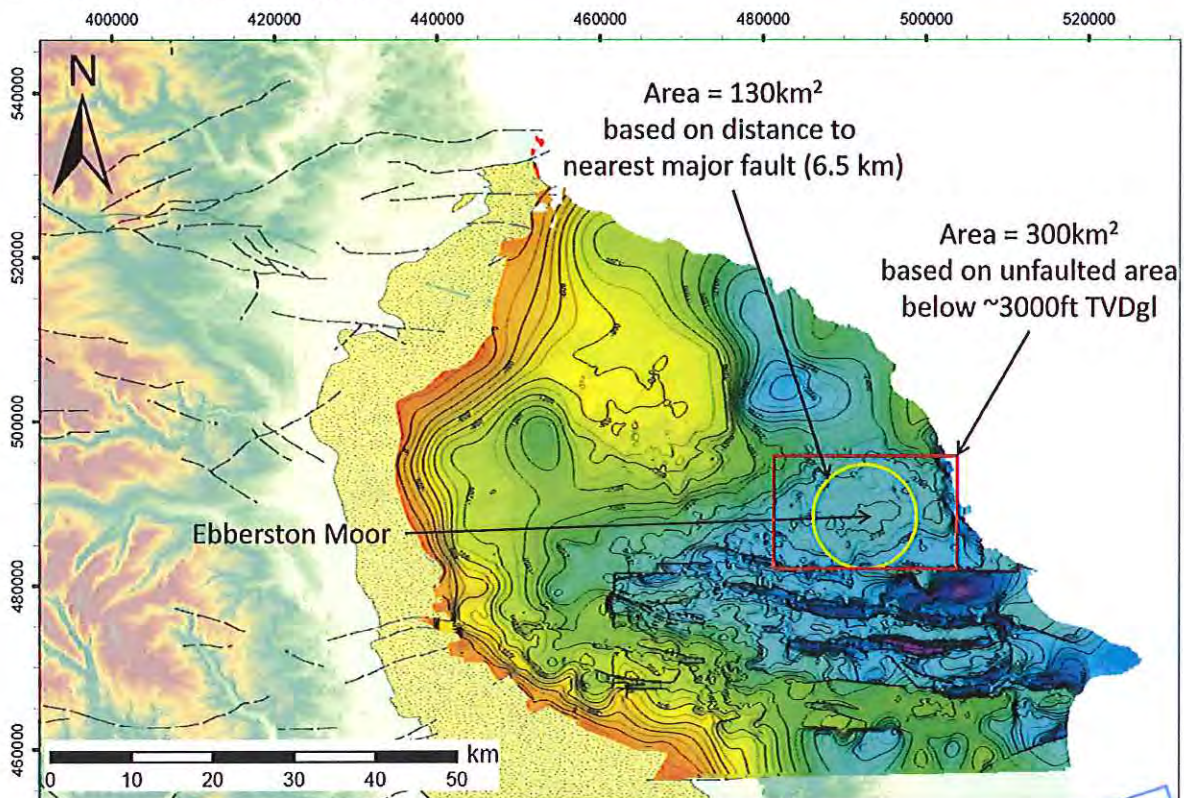 400000 420000 440000 460000 480000 500000 520000
N
540000
520000
500000
480000
460000
Area = 130km²
based on distance to
nearest major fault (6.5 km)
Area = 300km²
based on unfaulted area
below ~3000ft TVDgl
Ebberston Moor
km
0 10 20 30 40 50